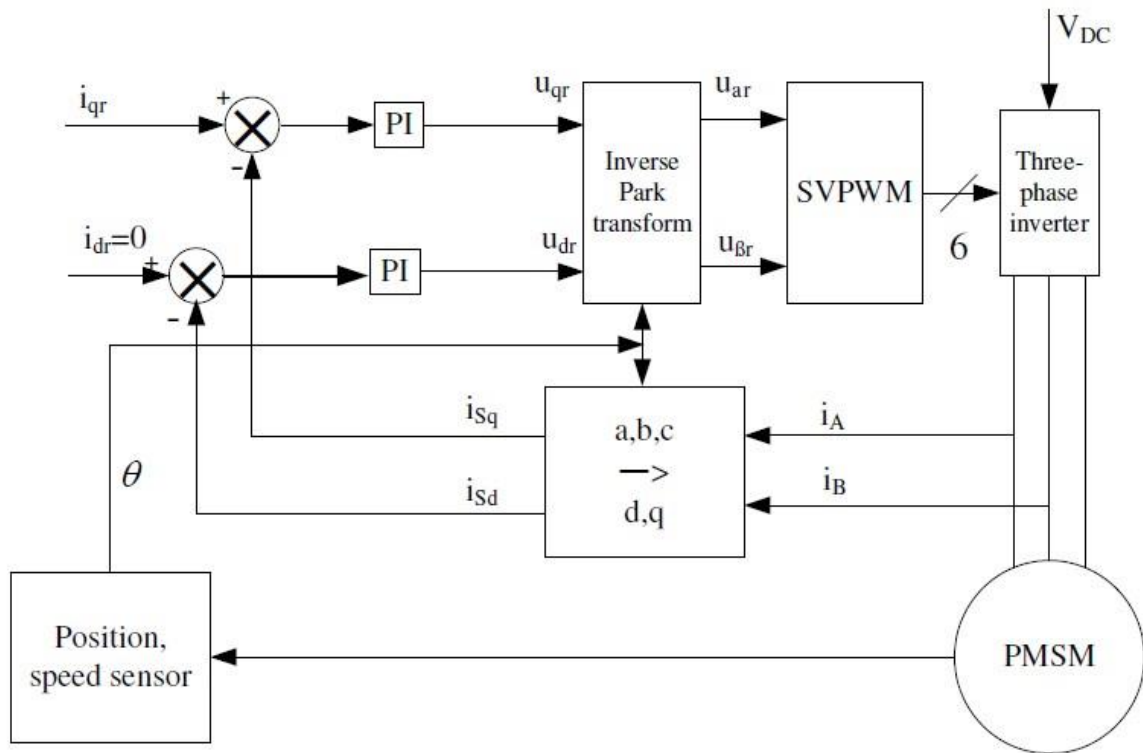 V_DC
i_qr
+
-
PI
u_qr
Inverse
Park
transform
u_ar
SVPWM
6
Three-
phase
inverter
i_dr=0
+
-
PI
u_dr
u_ßr
θ
i_Sq
i_Sd
a,b,c
—>
d,q
i_A
i_B
Position,
speed sensor
PMSM